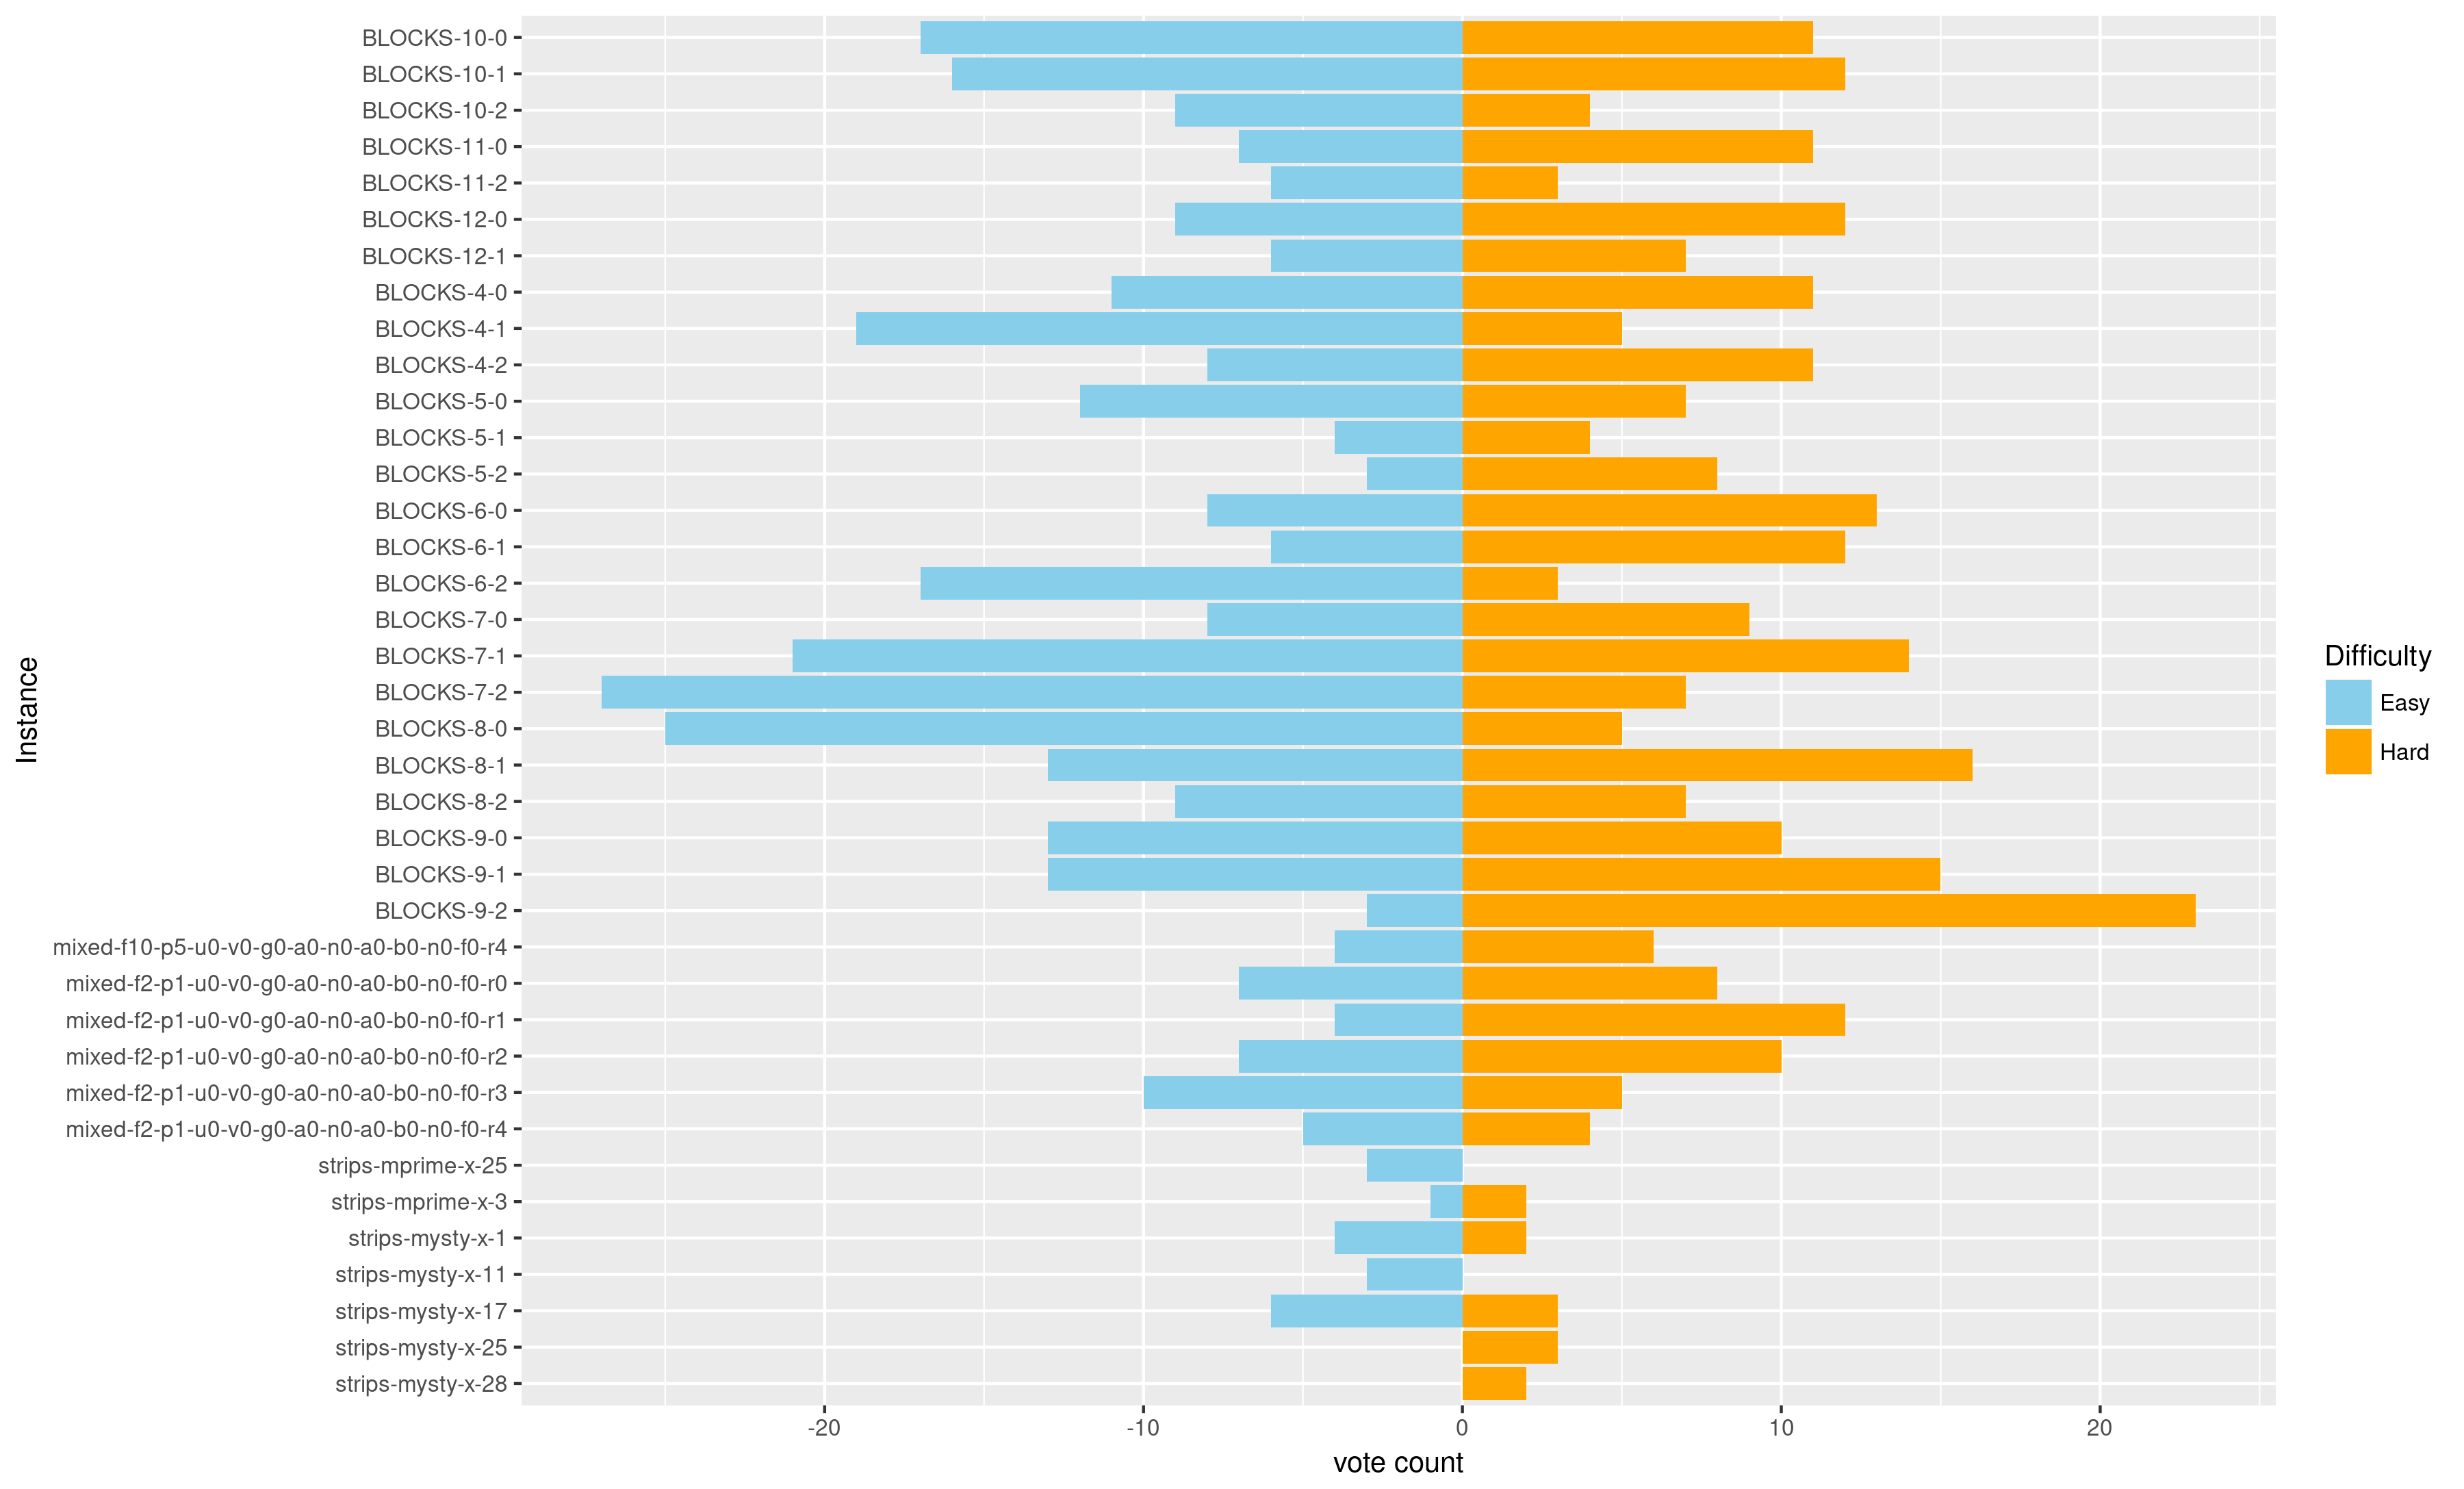 BLOCKS-10-0
BLOCKS-10-1
BLOCKS-10-2
BLOCKS-11-0
BLOCKS-11-2
BLOCKS-12-0
BLOCKS-12-1
BLOCKS-4-0
BLOCKS-4-1
BLOCKS-4-2
BLOCKS-5-0
BLOCKS-5-1
BLOCKS-5-2
BLOCKS-6-0
BLOCKS-6-1
BLOCKS-6-2
BLOCKS-7-0
BLOCKS-7-1
BLOCKS-7-2
BLOCKS-8-0
BLOCKS-8-1
BLOCKS-8-2
BLOCKS-9-0
BLOCKS-9-1
BLOCKS-9-2
mixed-f10-p5-u0-v0-g0-a0-n0-a0-b0-n0-f0-r4
mixed-f2-p1-u0-v0-g0-a0-n0-a0-b0-n0-f0-r0
mixed-f2-p1-u0-v0-g0-a0-n0-a0-b0-n0-f0-r1
mixed-f2-p1-u0-v0-g0-a0-n0-a0-b0-n0-f0-r2
mixed-f2-p1-u0-v0-g0-a0-n0-a0-b0-n0-f0-r3
mixed-f2-p1-u0-v0-g0-a0-n0-a0-b0-n0-f0-r4
strips-mprime-x-25
strips-mprime-x-3
strips-mysty-x-1
strips-mysty-x-11
strips-mysty-x-17
strips-mysty-x-25
strips-mysty-x-28
Instance
-20 -10 0 10 20
vote count
Difficulty
Easy
Hard